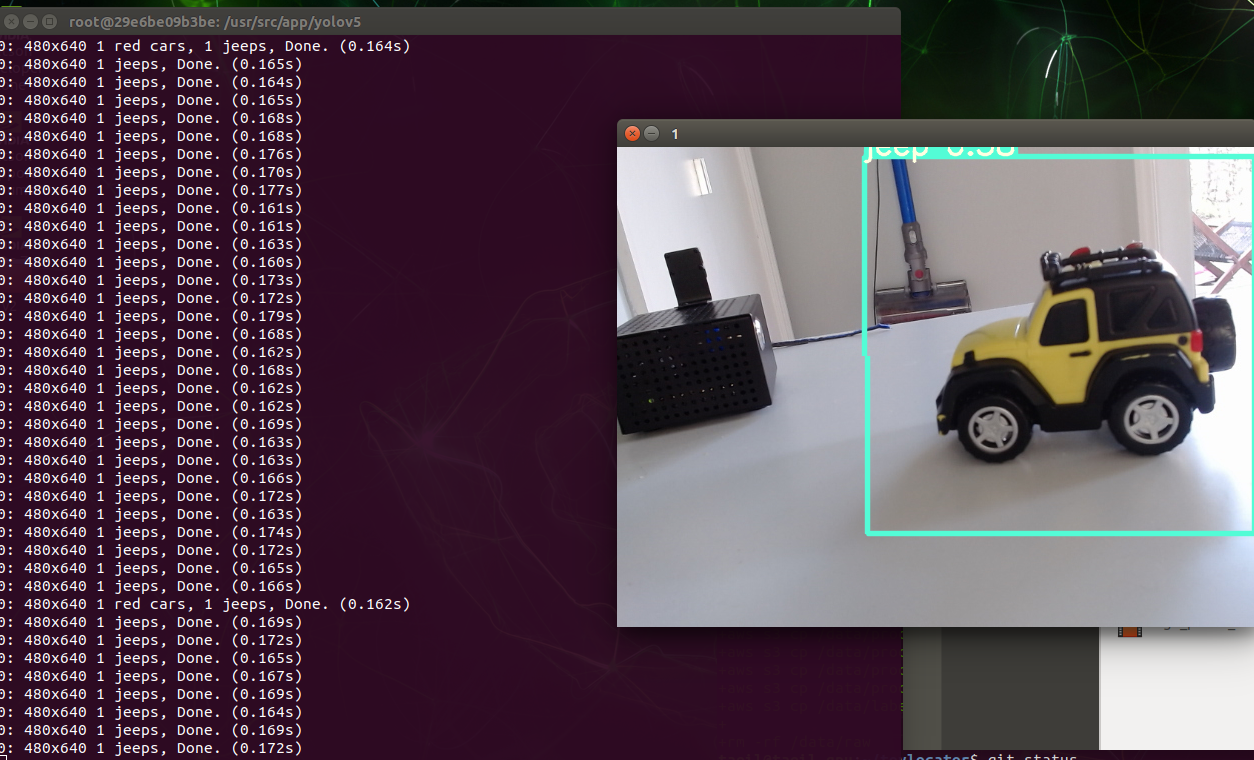 root@29e6be09b3be: /usr/src/app/yolov5
0: 480x640 1 red cars, 1 jeeps, Done. (0.164s)
0: 480x640 1 jeeps, Done. (0.165s)
0: 480x640 1 jeeps, Done. (0.164s)
0: 480x640 1 jeeps, Done. (0.165s)
0: 480x640 1 jeeps, Done. (0.168s)
0: 480x640 1 jeeps, Done. (0.168s)
0: 480x640 1 jeeps, Done. (0.176s)
0: 480x640 1 jeeps, Done. (0.170s)
0: 480x640 1 jeeps, Done. (0.177s)
0: 480x640 1 jeeps, Done. (0.161s)
0: 480x640 1 jeeps, Done. (0.161s)
0: 480x640 1 jeeps, Done. (0.163s)
0: 480x640 1 jeeps, Done. (0.160s)
0: 480x640 1 jeeps, Done. (0.173s)
0: 480x640 1 jeeps, Done. (0.172s)
0: 480x640 1 jeeps, Done. (0.179s)
0: 480x640 1 jeeps, Done. (0.168s)
0: 480x640 1 jeeps, Done. (0.162s)
0: 480x640 1 jeeps, Done. (0.168s)
0: 480x640 1 jeeps, Done. (0.162s)
0: 480x640 1 jeeps, Done. (0.162s)
0: 480x640 1 jeeps, Done. (0.169s)
0: 480x640 1 jeeps, Done. (0.163s)
0: 480x640 1 jeeps, Done. (0.163s)
0: 480x640 1 jeeps, Done. (0.166s)
0: 480x640 1 jeeps, Done. (0.172s)
0: 480x640 1 jeeps, Done. (0.163s)
0: 480x640 1 jeeps, Done. (0.174s)
0: 480x640 1 jeeps, Done. (0.172s)
0: 480x640 1 jeeps, Done. (0.165s)
0: 480x640 1 jeeps, Done. (0.166s)
0: 480x640 1 red cars, 1 jeeps, Done. (0.162s)
0: 480x640 1 jeeps, Done. (0.169s)
0: 480x640 1 jeeps, Done. (0.172s)
0: 480x640 1 jeeps, Done. (0.165s)
0: 480x640 1 jeeps, Done. (0.167s)
0: 480x640 1 jeeps, Done. (0.169s)
0: 480x640 1 jeeps, Done. (0.164s)
0: 480x640 1 jeeps, Done. (0.169s)
0: 480x640 1 jeeps, Done. (0.172s)
1
jeep
git status